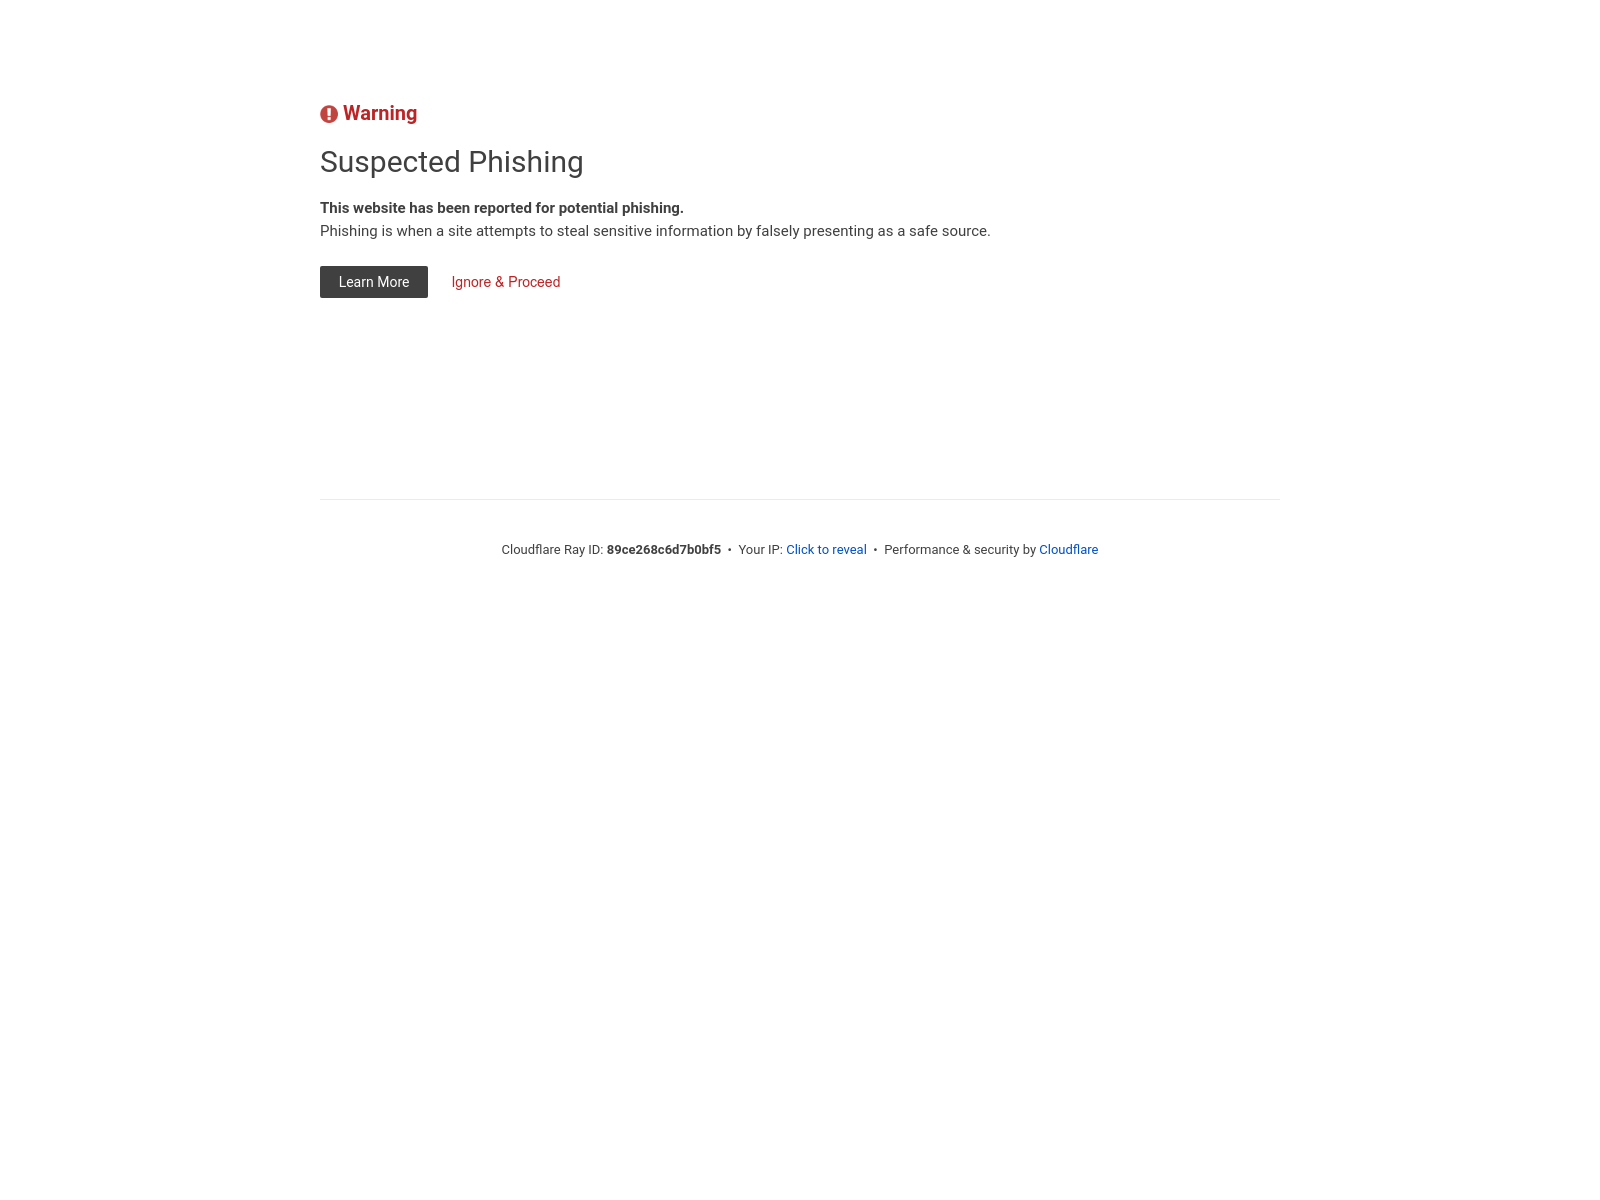 Warning
Suspected Phishing
This website has been reported for potential phishing.
Phishing is when a site attempts to steal sensitive information by falsely presenting as a safe source.
Learn More Ignore & Proceed
Cloudflare Ray ID: 89ce268c6d7b0bf5 • Your IP: Click to reveal • Performance & security by Cloudflare